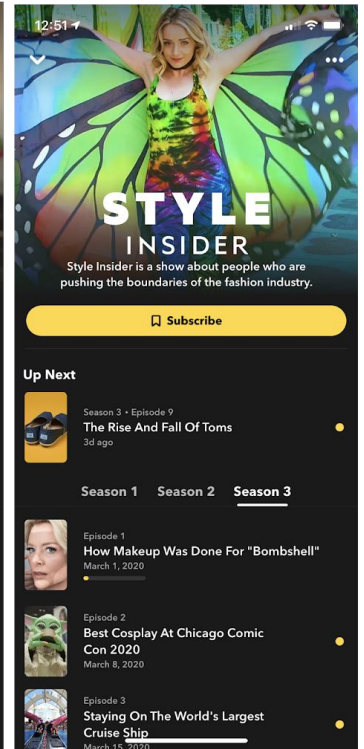 12:51
STYLE
INSIDER
Style Insider is a show about people who are
pushing the boundaries of the fashion industry.
Subscribe
Up Next
Season 3 • Episode 9
The Rise And Fall Of Toms
3d ago
Season 1 Season 2 Season 3
Episode 1
How Makeup Was Done For "Bombshell"
March 1, 2020
Episode 2
Best Cosplay At Chicago Comic
Con 2020
March 8, 2020
Episode 3
Staying On The World's Largest
Cruise Ship
March 15, 2020